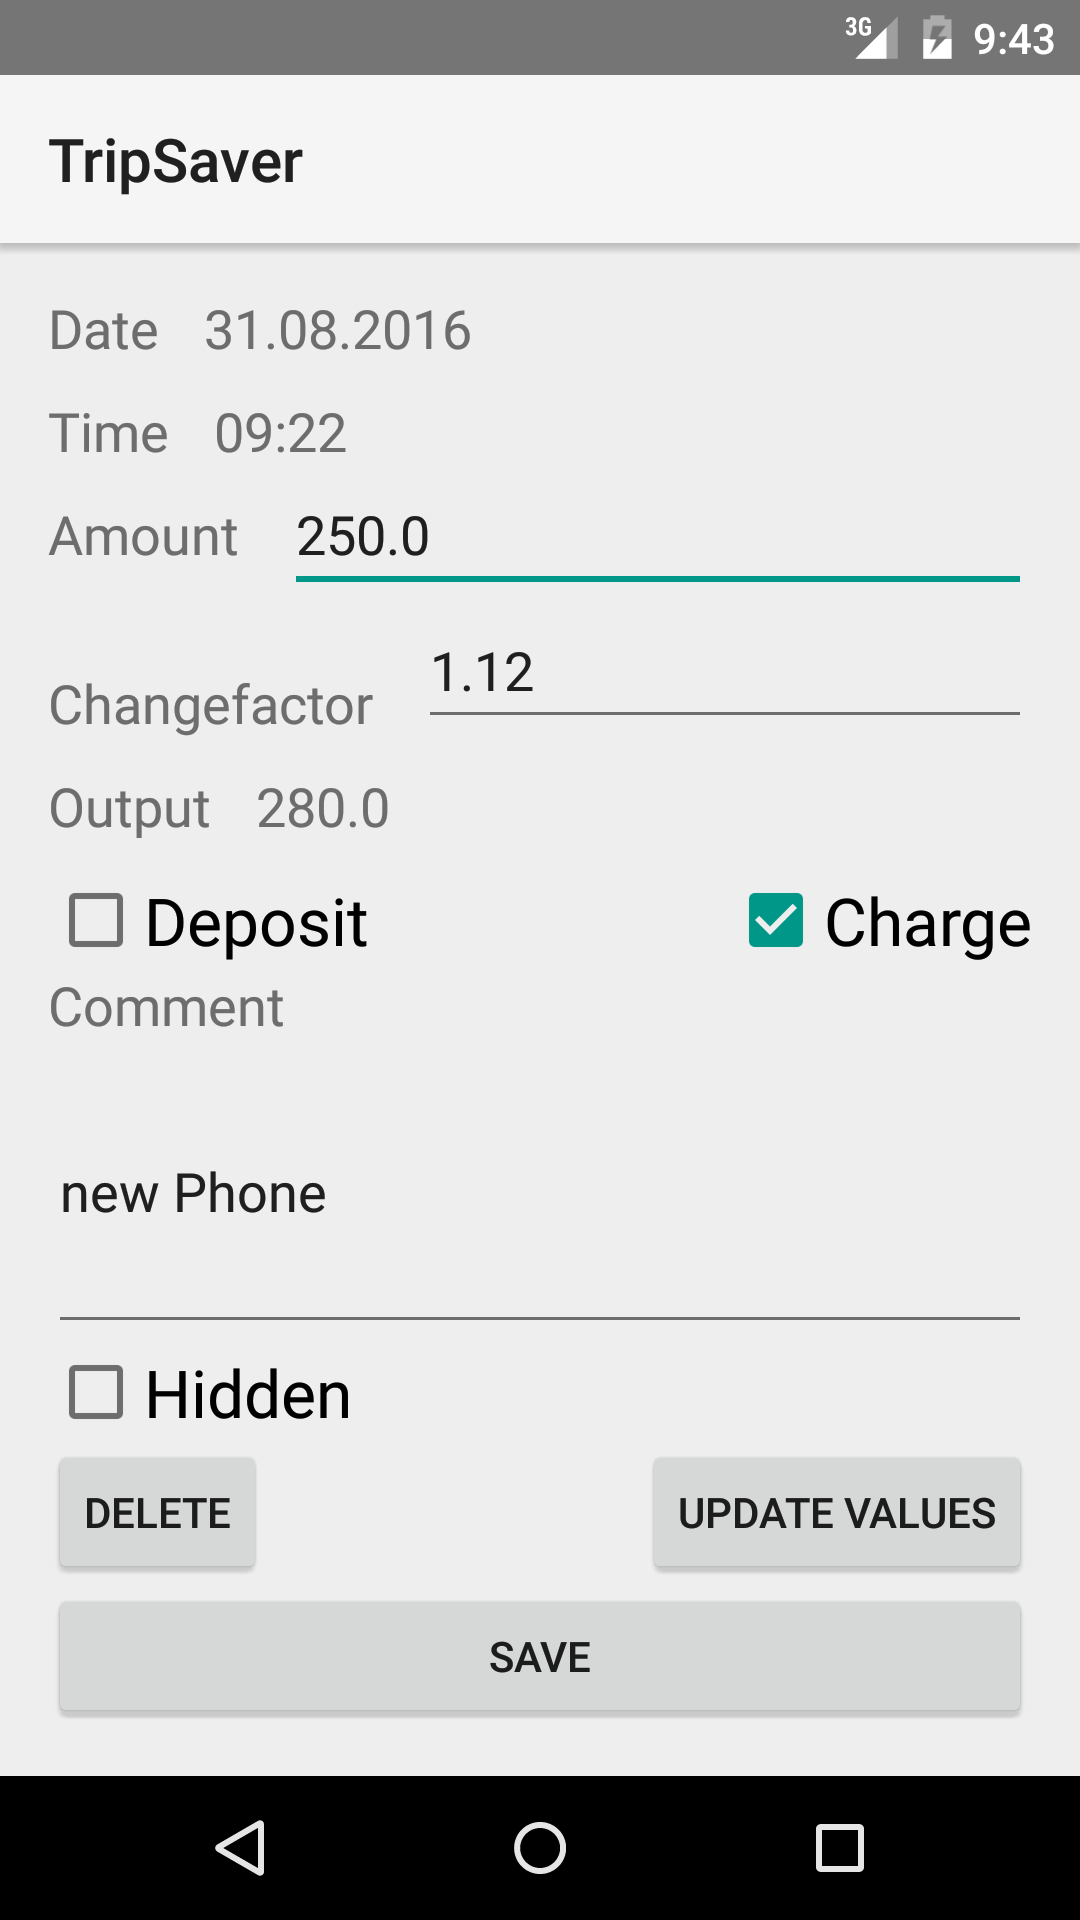 3G 9:43
TripSaver
Date 31.08.2016
Time 09:22
Amount 250.0
Changefactor 1.12
Output 280.0
Deposit Charge
Comment
new Phone
Hidden
DELETE UPDATE VALUES
SAVE